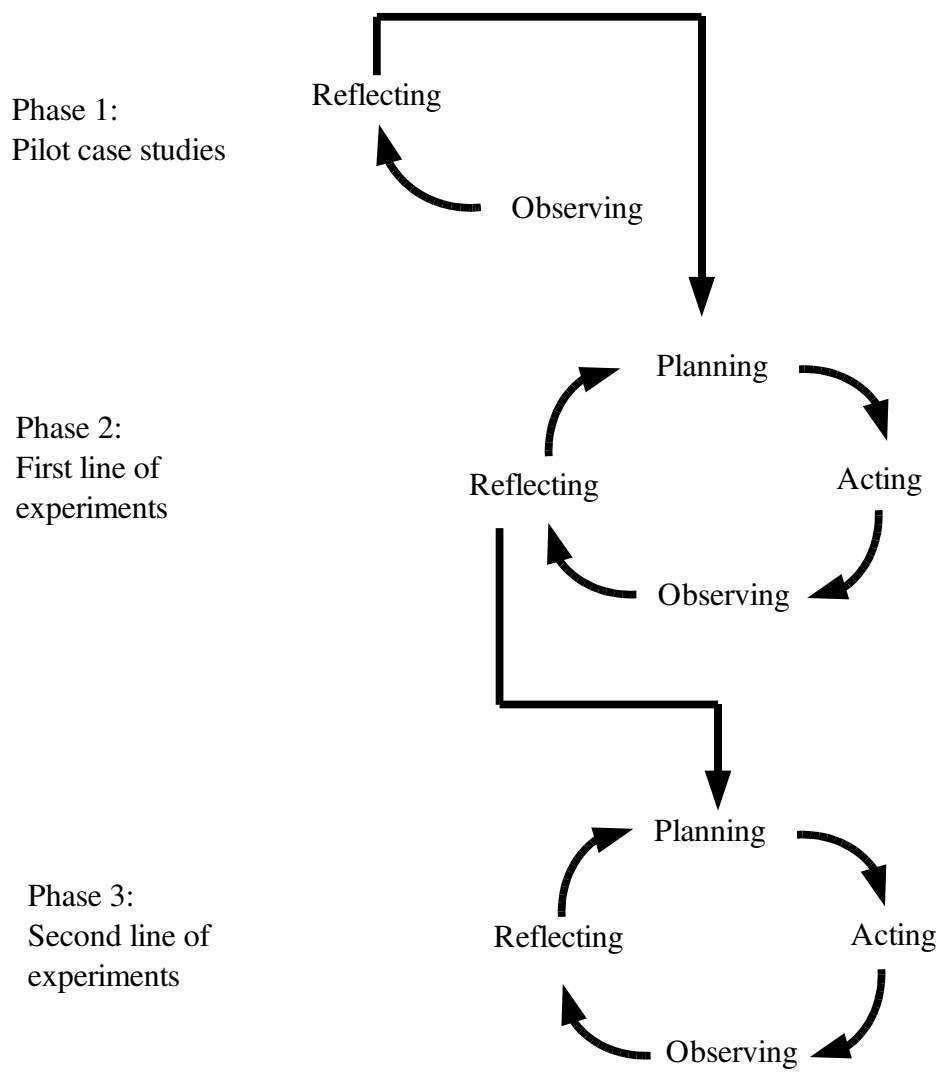 Phase 1:
Pilot case studies
Reflecting
Observing
Phase 2:
First line of
experiments
Planning
Acting
Observing
Reflecting
Phase 3:
Second line of
experiments
Planning
Acting
Observing
Reflecting